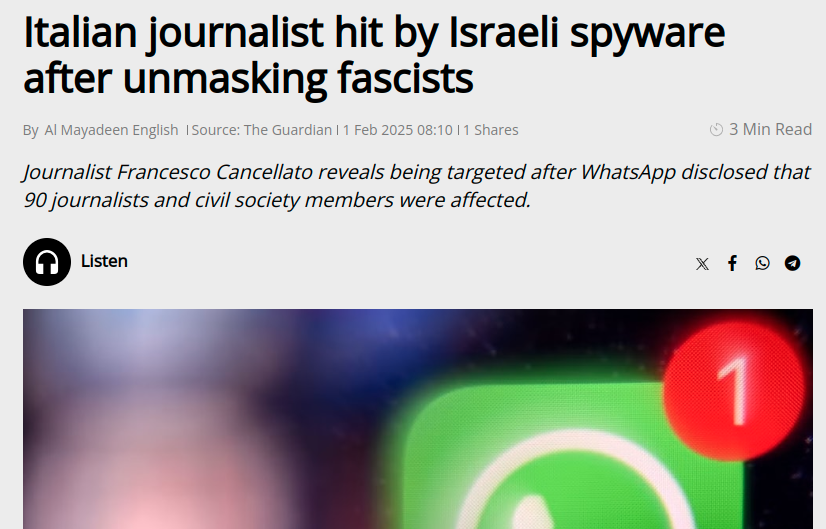 Italian journalist hit by Israeli spyware
after unmasking fascists
By Al Mayadeen English | Source: The Guardian | 1 Feb 2025 08:10 | 1 Shares
3 Min Read
Journalist Francesco Cancellato reveals being targeted after WhatsApp disclosed that
90 journalists and civil society members were affected.
Listen
1